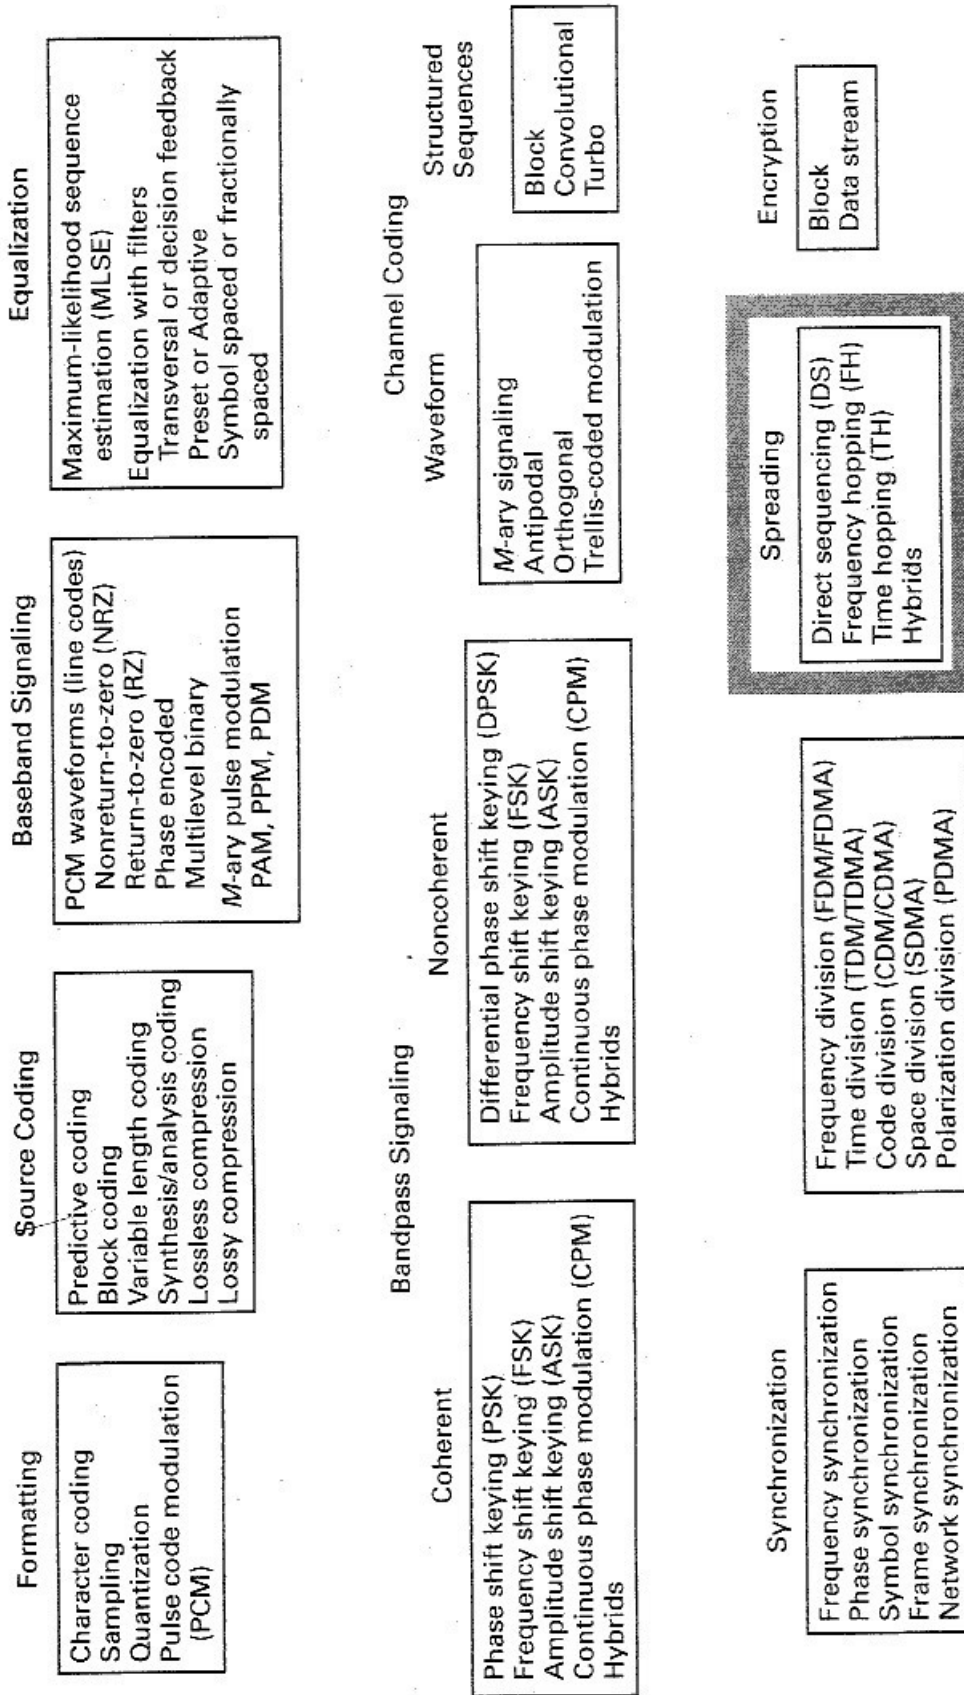 Formatting
Character coding
Sampling
Quantization
Pulse code modulation
(PCM)
Source Coding
Predictive coding
Block coding
Variable length coding
Synthesis/analysis coding
Lossless compression
Lossy compression
Baseband Signaling
PCM waveforms (line codes)
Nonreturn-to-zero (NRZ)
Return-to-zero (RZ)
Phase encoded
Multilevel binary
M-ary pulse modulation
PAM, PPM, PDM
Equalization
Maximum-likelihood sequence
estimation (MLSE)
Equalization with filters
Transversal or decision feedback
Preset or Adaptive
Symbol spaced or fractionally
spaced
Bandpass Signaling
Coherent
Phase shift keying (PSK)
Frequency shift keying (FSK)
Amplitude shift keying (ASK)
Continuous phase modulation (CPM)
Hybrids
Noncoherent
Differential phase shift keying (DPSK)
Frequency shift keying (FSK)
Amplitude shift keying (ASK)
Continuous phase modulation (CPM)
Hybrids
Channel Coding
Waveform
M-ary signaling
Antipodal
Orthogonal
Trellis-coded modulation
Structured
Sequences
Block
Convolutional
Turbo
Synchronization
Frequency synchronization
Phase synchronization
Symbol synchronization
Frame synchronization
Network synchronization
Frequency division (FDM/FDMA)
Time division (TDM/TDMA)
Code division (CDM/CDMA)
Space division (SDMA)
Polarization division (PDMA)
Spreading
Direct sequencing (DS)
Frequency hopping (FH)
Time hopping (TH)
Hybrids
Encryption
Block
Data stream